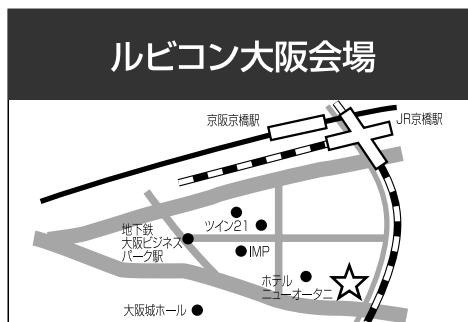 ルビコン大阪会場
京阪京橋駅
JR京橋駅
ツイン21
地下鉄
大阪ビジネス
パーク駅
IMP
ホテル
ニューオータニ
大阪城ホール